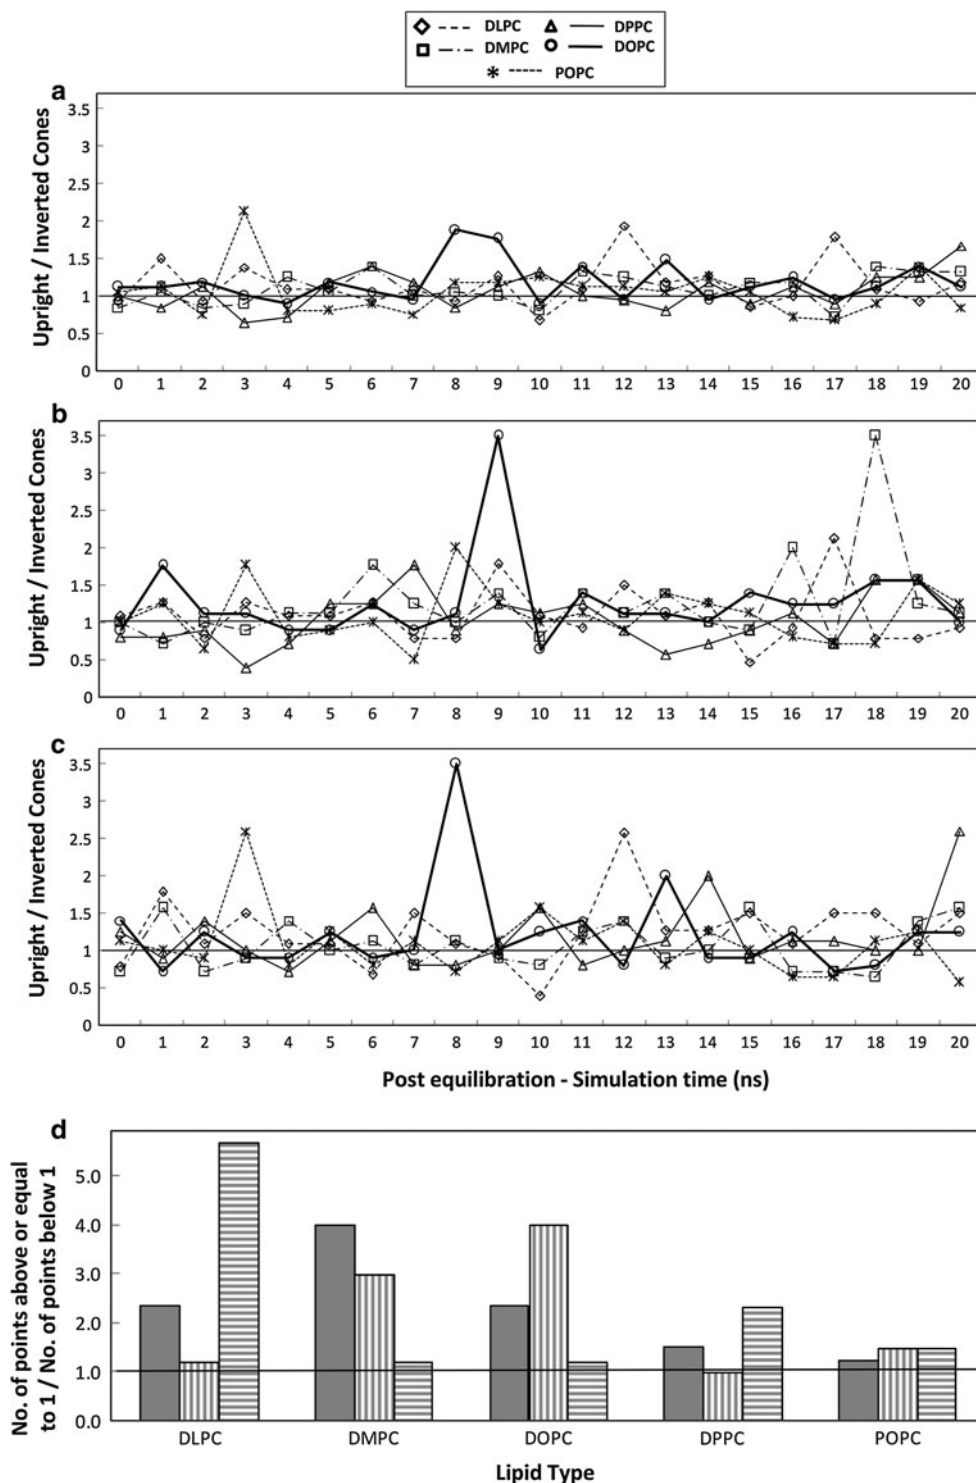 DLPC DPPC
DMPC DOPC
POPC
a
Upright / Inverted Cones
3.5
3
2.5
2
1.5
1
0.5
0
0 1 2 3 4 5 6 7 8 9 10 11 12 13 14 15 16 17 18 19 20
b
Upright / Inverted Cones
3.5
3
2.5
2
1.5
1
0.5
0
0 1 2 3 4 5 6 7 8 9 10 11 12 13 14 15 16 17 18 19 20
c
Upright / Inverted Cones
3.5
3
2.5
2
1.5
1
0.5
0
0 1 2 3 4 5 6 7 8 9 10 11 12 13 14 15 16 17 18 19 20
Post equilibration - Simulation time (ns)
d
No. of points above or equal
to 1 / No. of points below 1
5.0
4.0
3.0
2.0
1.0
0.0
DLPC DMPC DOPC DPPC POPC
Lipid Type